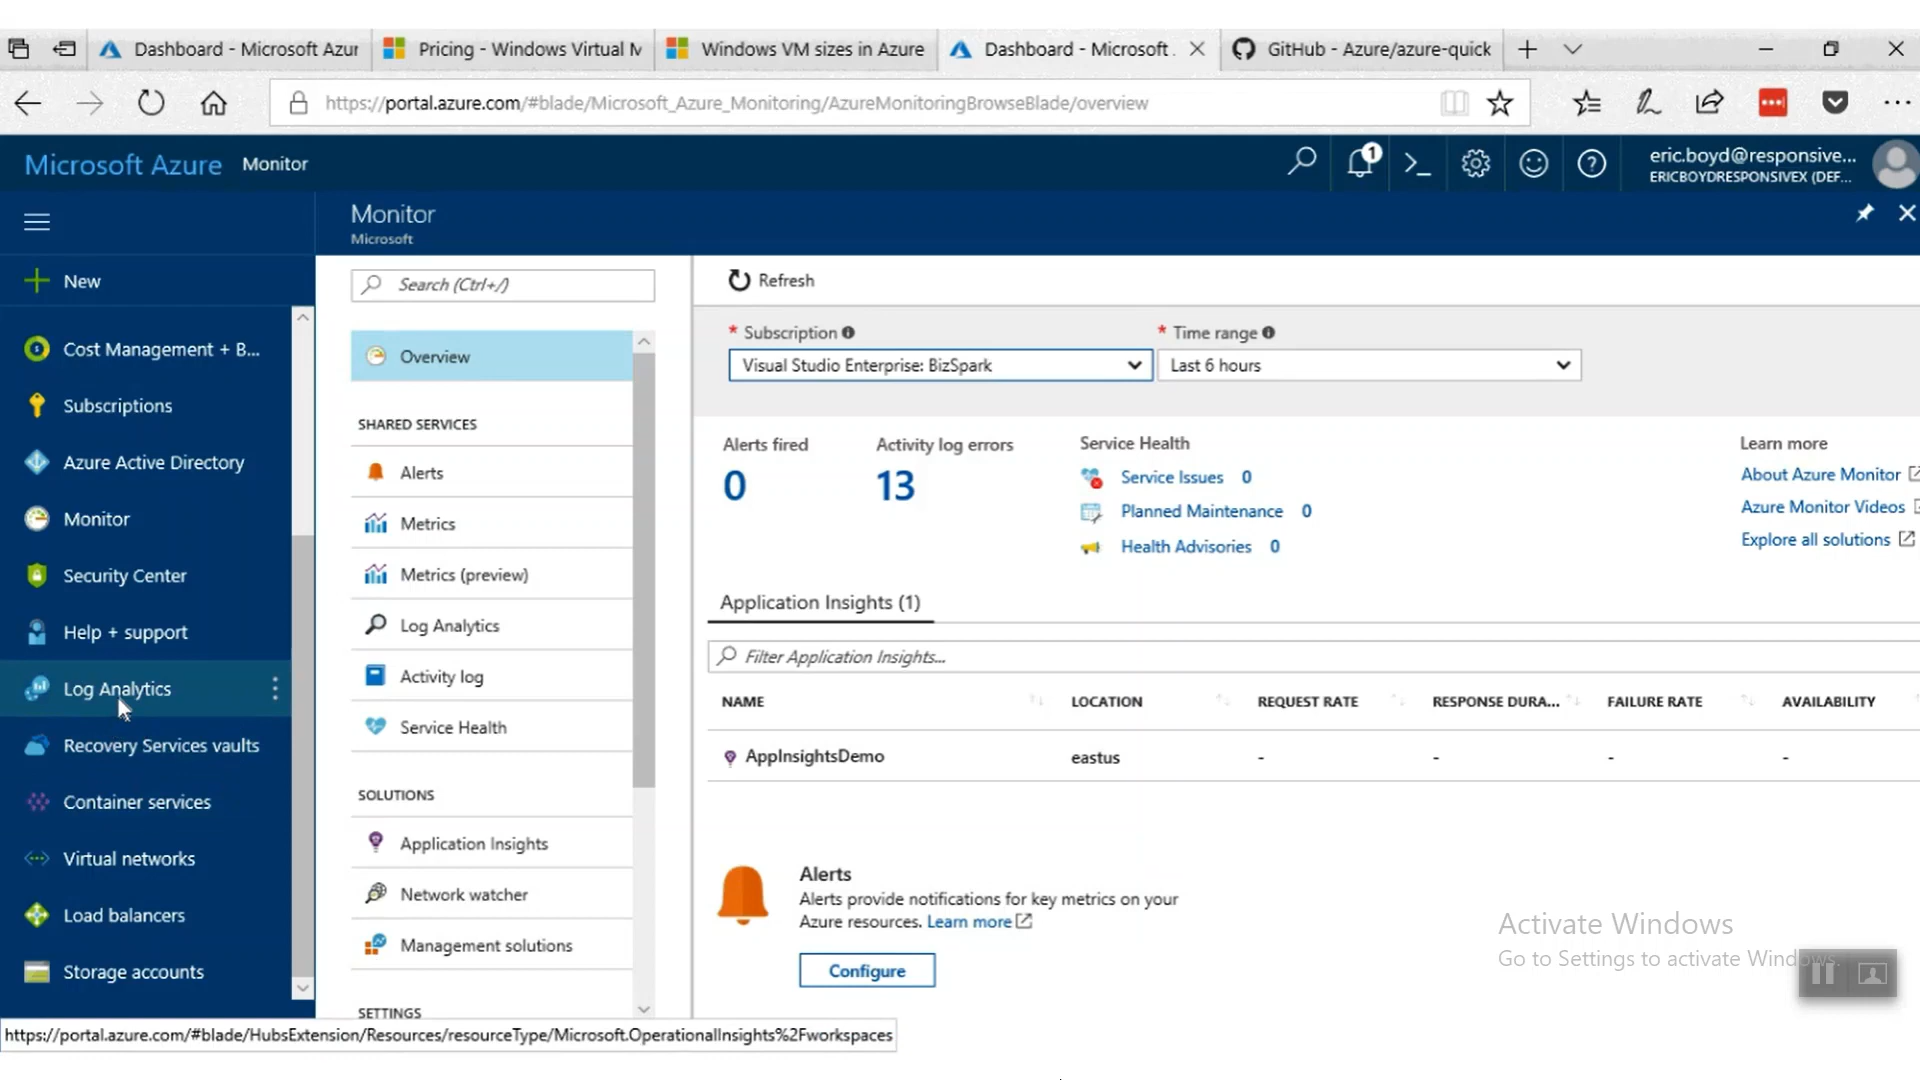 Dashboard - Microsoft Azur
Pricing - Windows Virtual M
Windows VM sizes in Azure
Dashboard - Microsoft .
GitHub - Azure/azure-quick
https://portal.azure.com/#blade/Microsoft_Azure_Monitoring/AzureMonitoringBrowseBlade/overview
Microsoft Azure Monitor
1
eric.boyd@responsive...
ERICBOYDRESPONSIVEX (DEF...
New
Cost Management + B...
Subscriptions
Azure Active Directory
Monitor
Security Center
Help + support
Log Analytics
Recovery Services vaults
Container services
Virtual networks
Load balancers
Storage accounts
Monitor
Microsoft
Search (Ctrl+/)
Overview
SHARED SERVICES
Alerts
Metrics
Metrics (preview)
Log Analytics
Activity log
Service Health
SOLUTIONS
Application Insights
Network watcher
Management solutions
SETTINGS
Refresh
* Subscription
* Time range
Visual Studio Enterprise: BizSpark
Last 6 hours
Alerts fired
0
Activity log errors
13
Service Health
Service Issues 0
Planned Maintenance 0
Health Advisories 0
Learn more
About Azure Monitor
Azure Monitor Videos
Explore all solutions
Application Insights (1)
Filter Application Insights...
NAME LOCATION REQUEST RATE RESPONSE DURA... FAILURE RATE AVAILABILITY
AppInsightsDemo eastus - - - -
Alerts
Alerts provide notifications for key metrics on your
Azure resources. Learn more
Configure
Activate Windows
Go to Settings to activate Windows.
https://portal.azure.com/#blade/HubsExtension/Resources/resourceType/Microsoft.OperationalInsights%2Fworkspaces